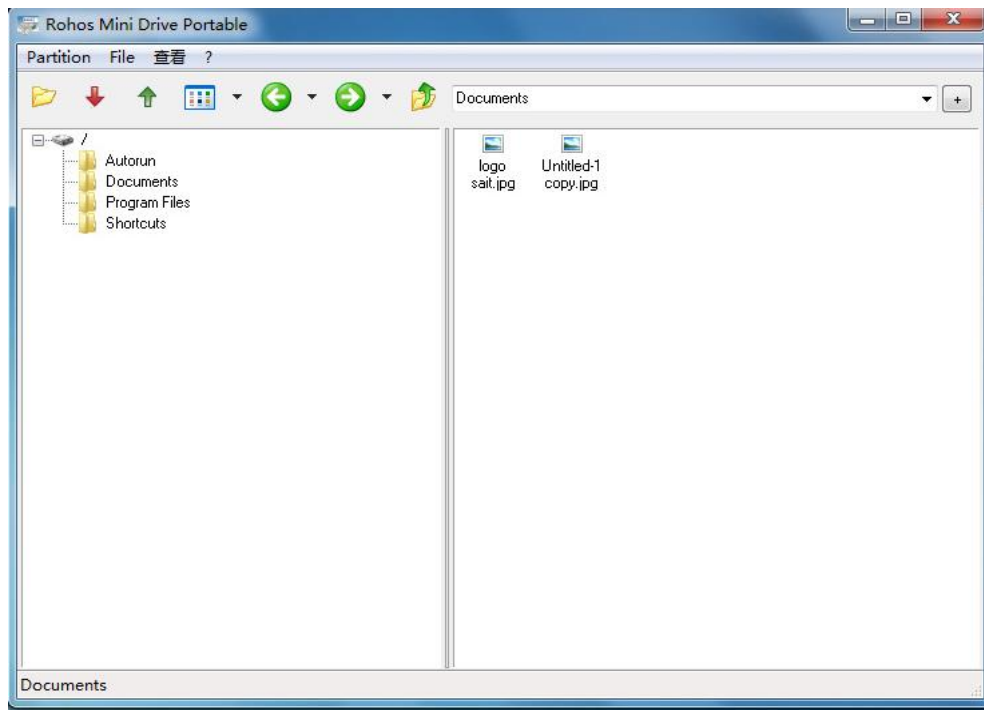 Rohos Mini Drive Portable
Partition File 查看 ?
Documents
+
/
Autorun
Documents
Program Files
Shortcuts
logo
sait.jpg
Untitled-1
copy.jpg
Documents